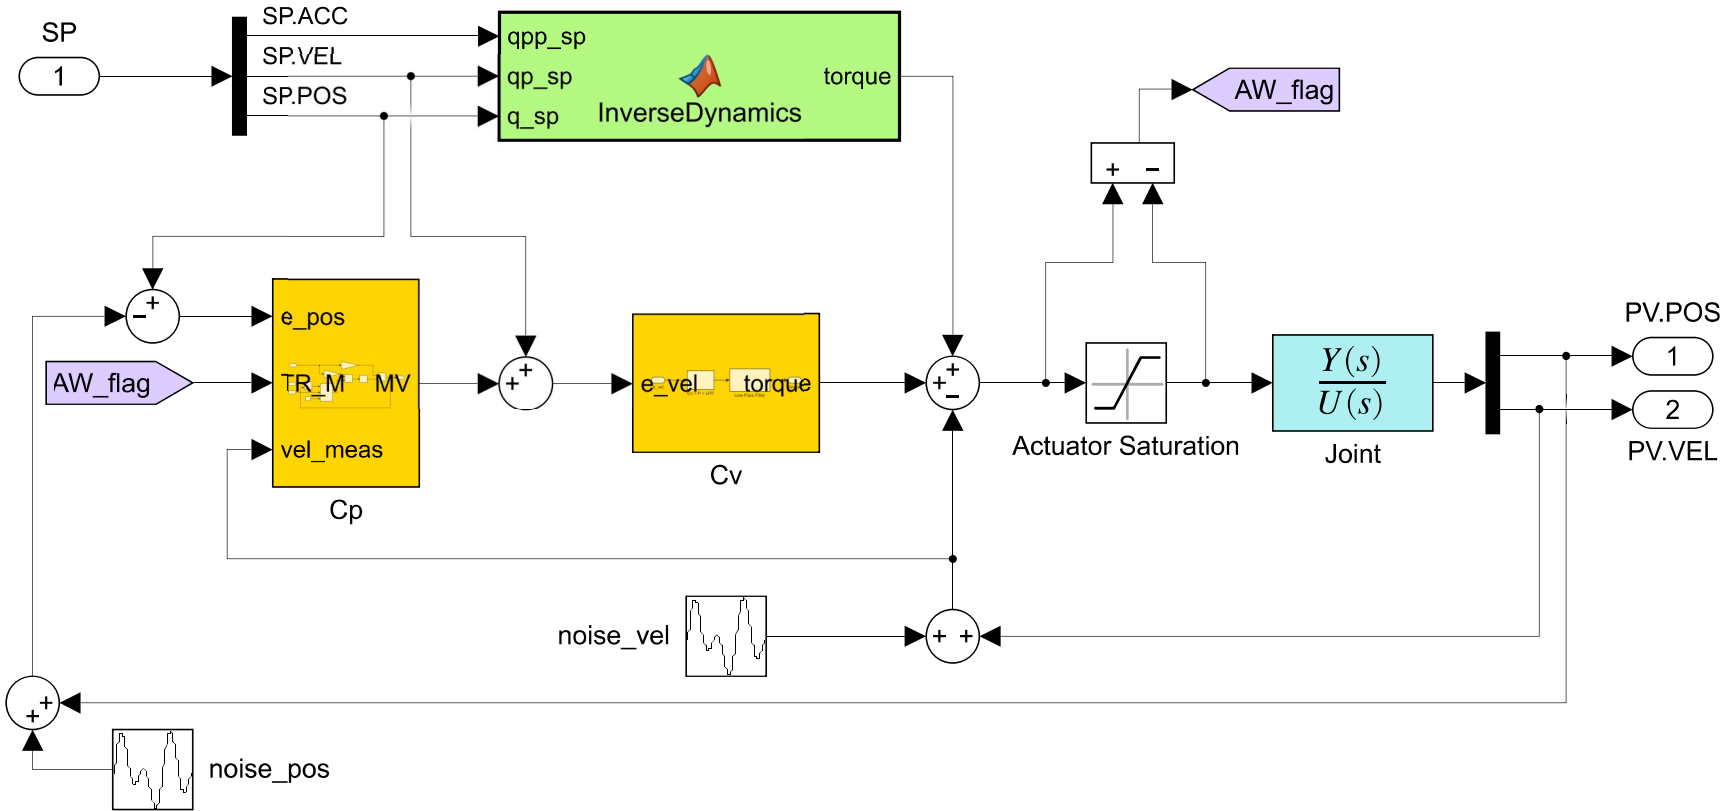 SP
1
SP.ACC
SP.VEL
SP.POS
qpp_sp
qp_sp
q_sp
torque
InverseDynamics
AW_flag
+ −
+
−
e_pos
AW_flag
TR_M
MV
vel_meas
Cp
+
+
e_vel
torque
Cv
+
+
−
Actuator Saturation
Y(s)
U(s)
Joint
PV.POS
1
2
PV.VEL
noise_vel
+ +
+
+
noise_pos